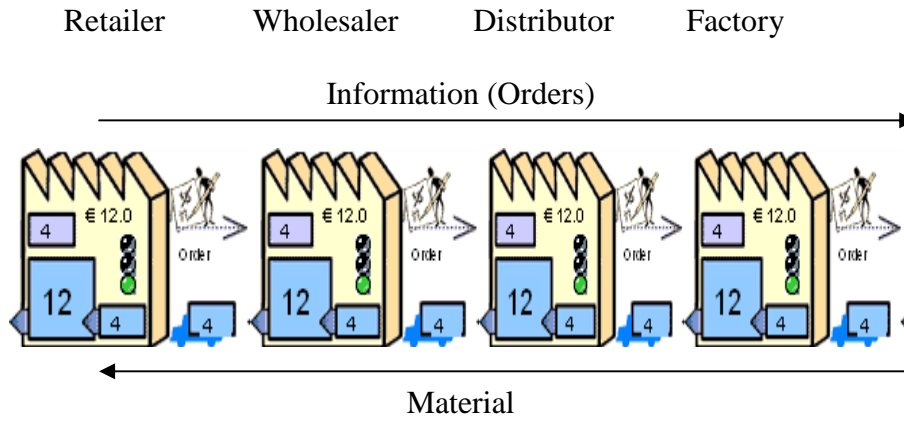 Retailer Wholesaler Distributor Factory
Information (Orders)
€ 12.0 € 12.0 € 12.0 € 12.0
4 4 4 4
Order Order Order Order
12 12 12 12
4 4 4 4 4 4 4 4
Material